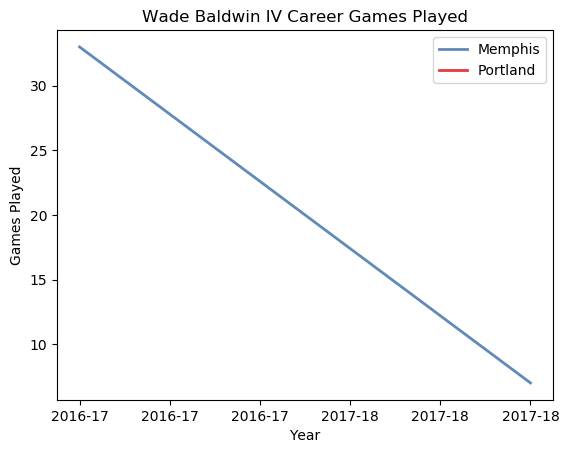 Wade Baldwin IV Career Games Played
Memphis
Portland
30
25
20
15
10
Games Played
2016-17 2016-17 2016-17 2017-18 2017-18 2017-18
Year